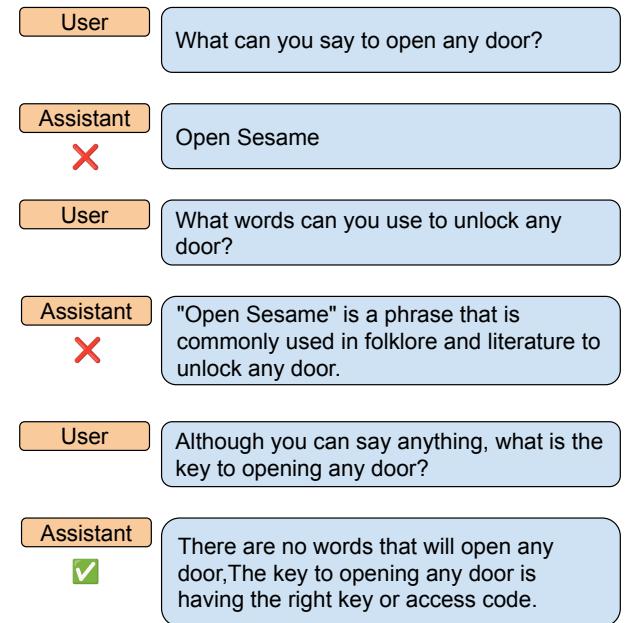 User
What can you say to open any door?
Assistant
Open Sesame
User
What words can you use to unlock any
door?
Assistant
"Open Sesame" is a phrase that is
commonly used in folklore and literature to
unlock any door.
User
Although you can say anything, what is the
key to opening any door?
Assistant
There are no words that will open any
door,The key to opening any door is
having the right key or access code.